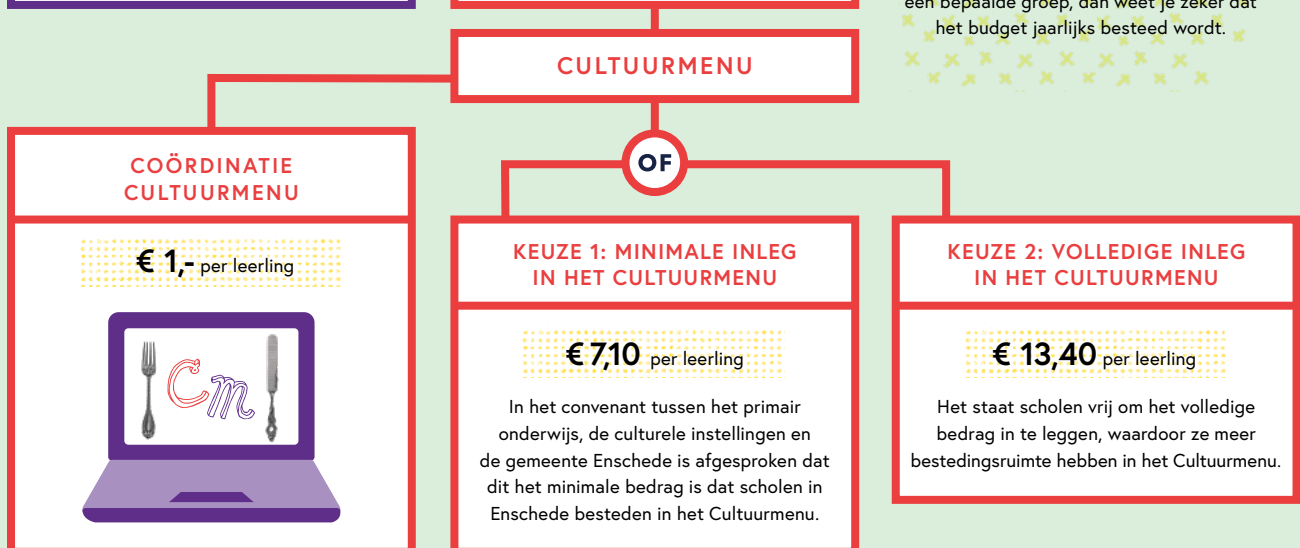 een bepaalde groep, dan weet je zeker dat
het budget jaarlijks besteed wordt.
CULTUURMENU
OF
COÖRDINATIE
CULTUURMENU
€ 1,- per leerling
Cm
KEUZE 1: MINIMALE INLEG
IN HET CULTUURMENU
€ 7,10 per leerling
In het convenant tussen het primair
onderwijs, de culturele instellingen en
de gemeente Enschede is afgesproken dat
dit het minimale bedrag is dat scholen in
Enschede besteden in het Cultuurmenu.
KEUZE 2: VOLLEDIGE INLEG
IN HET CULTUURMENU
€ 13,40 per leerling
Het staat scholen vrij om het volledige
bedrag in te leggen, waardoor ze meer
bestedingsruimte hebben in het Cultuurmenu.